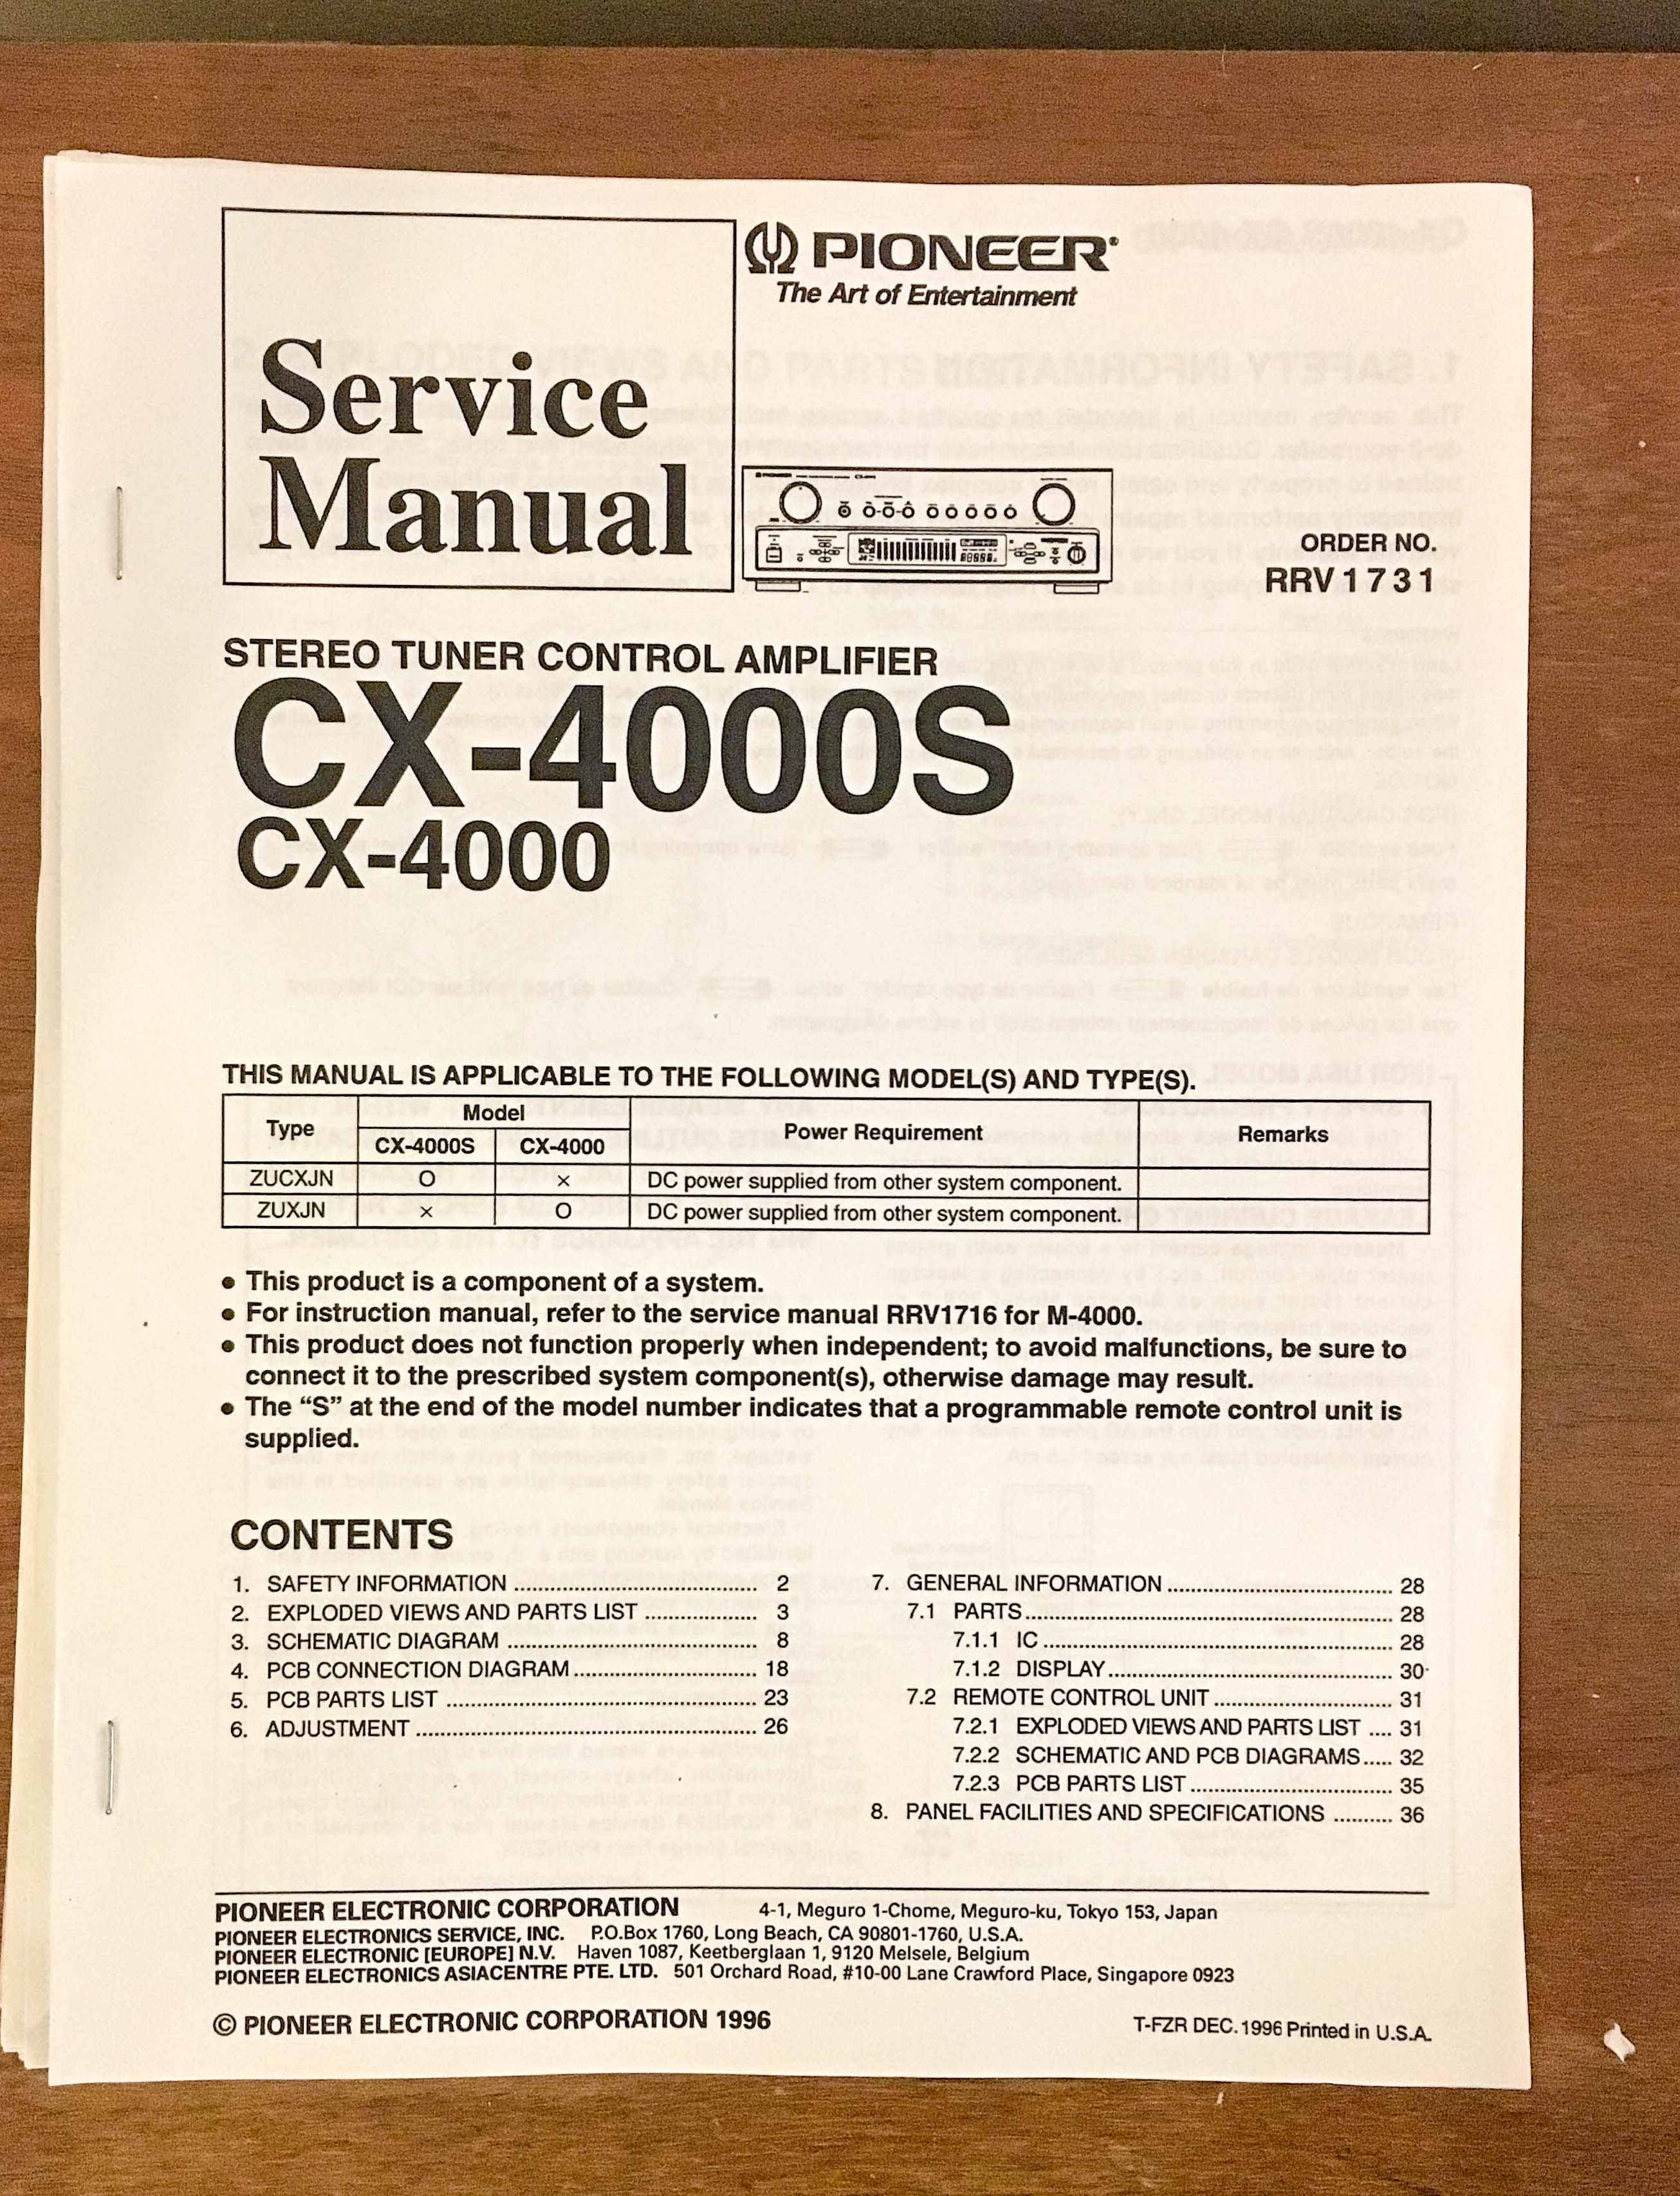 Service
Manual
PIONEER®
The Art of Entertainment
ORDER NO.
RRV1731
STEREO TUNER CONTROL AMPLIFIER
CX-4000S
CX-4000
THIS MANUAL IS APPLICABLE TO THE FOLLOWING MODEL(S) AND TYPE(S).
Type Model Power Requirement Remarks
CX-4000S CX-4000
ZUCXJN O × DC power supplied from other system component.
ZUXJN × O DC power supplied from other system component.
● This product is a component of a system.
● For instruction manual, refer to the service manual RRV1716 for M-4000.
● This product does not function properly when independent; to avoid malfunctions, be sure to
connect it to the prescribed system component(s), otherwise damage may result.
● The “S” at the end of the model number indicates that a programmable remote control unit is
supplied.
CONTENTS
1. SAFETY INFORMATION ........................................ 2
2. EXPLODED VIEWS AND PARTS LIST .................. 3
3. SCHEMATIC DIAGRAM ........................................ 8
4. PCB CONNECTION DIAGRAM .............................. 18
5. PCB PARTS LIST .................................................. 23
6. ADJUSTMENT ....................................................... 26
7. GENERAL INFORMATION ..................................... 28
7.1 PARTS ............................................................ 28
7.1.1 IC ......................................................... 28
7.1.2 DISPLAY .............................................. 30
7.2 REMOTE CONTROL UNIT ............................. 31
7.2.1 EXPLODED VIEWS AND PARTS LIST .... 31
7.2.2 SCHEMATIC AND PCB DIAGRAMS ..... 32
7.2.3 PCB PARTS LIST ................................. 35
8. PANEL FACILITIES AND SPECIFICATIONS .......... 36
PIONEER ELECTRONIC CORPORATION 4-1, Meguro 1-Chome, Meguro-ku, Tokyo 153, Japan
PIONEER ELECTRONICS SERVICE, INC. P.O.Box 1760, Long Beach, CA 90801-1760, U.S.A.
PIONEER ELECTRONIC [EUROPE] N.V. Haven 1087, Keetberglaan 1, 9120 Melsele, Belgium
PIONEER ELECTRONICS ASIACENTRE PTE. LTD. 501 Orchard Road, #10-00 Lane Crawford Place, Singapore 0923
© PIONEER ELECTRONIC CORPORATION 1996
T-FZR DEC. 1996 Printed in U.S.A.